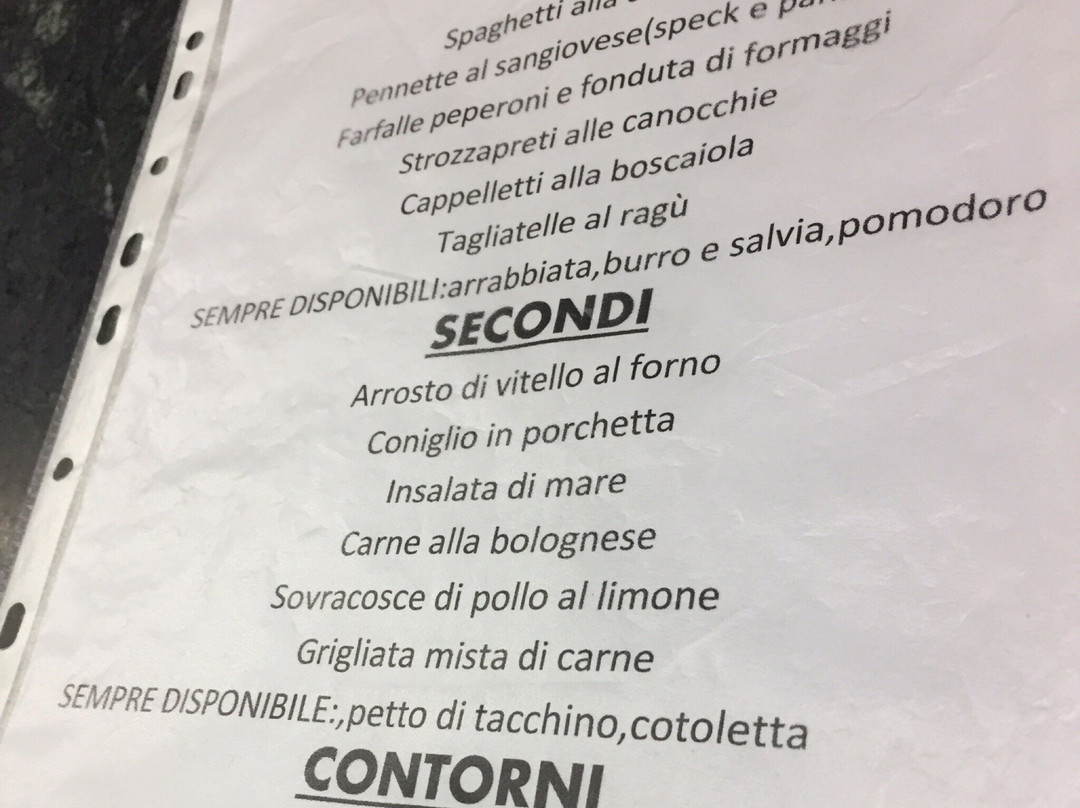 Spaghetti alla
Pennette al sangiovese(speck e
Farfalle peperoni e fonduta di formaggi
Strozzapreti alle canocchie
Cappelletti alla boscaiola
Tagliatelle al ragù
SEMPRE DISPONIBILI:arrabbiata,burro e salvia,pomodoro
SECONDI
Arrosto di vitello al forno
Coniglio in porchetta
Insalata di mare
Carne alla bolognese
Sovracosce di pollo al limone
Grigliata mista di carne
SEMPRE DISPONIBILE:,petto di tacchino,cotoletta
CONTORNI